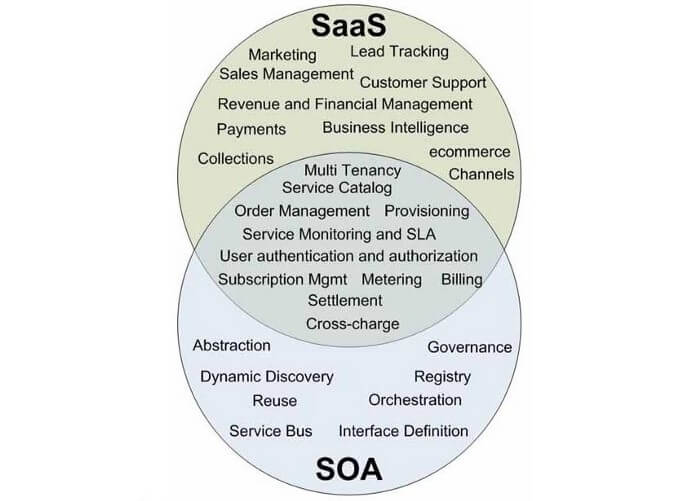 SaaS
Marketing
Lead Tracking
Sales Management
Customer Support
Revenue and Financial Management
Payments
Business Intelligence
Collections
ecommerce
Channels
Multi Tenancy
Service Catalog
Order Management
Provisioning
Service Monitoring and SLA
User authentication and authorization
Subscription Mgmt
Metering
Billing
Settlement
Cross-charge
Abstraction
Governance
Dynamic Discovery
Registry
Reuse
Orchestration
Service Bus
Interface Definition
SOA